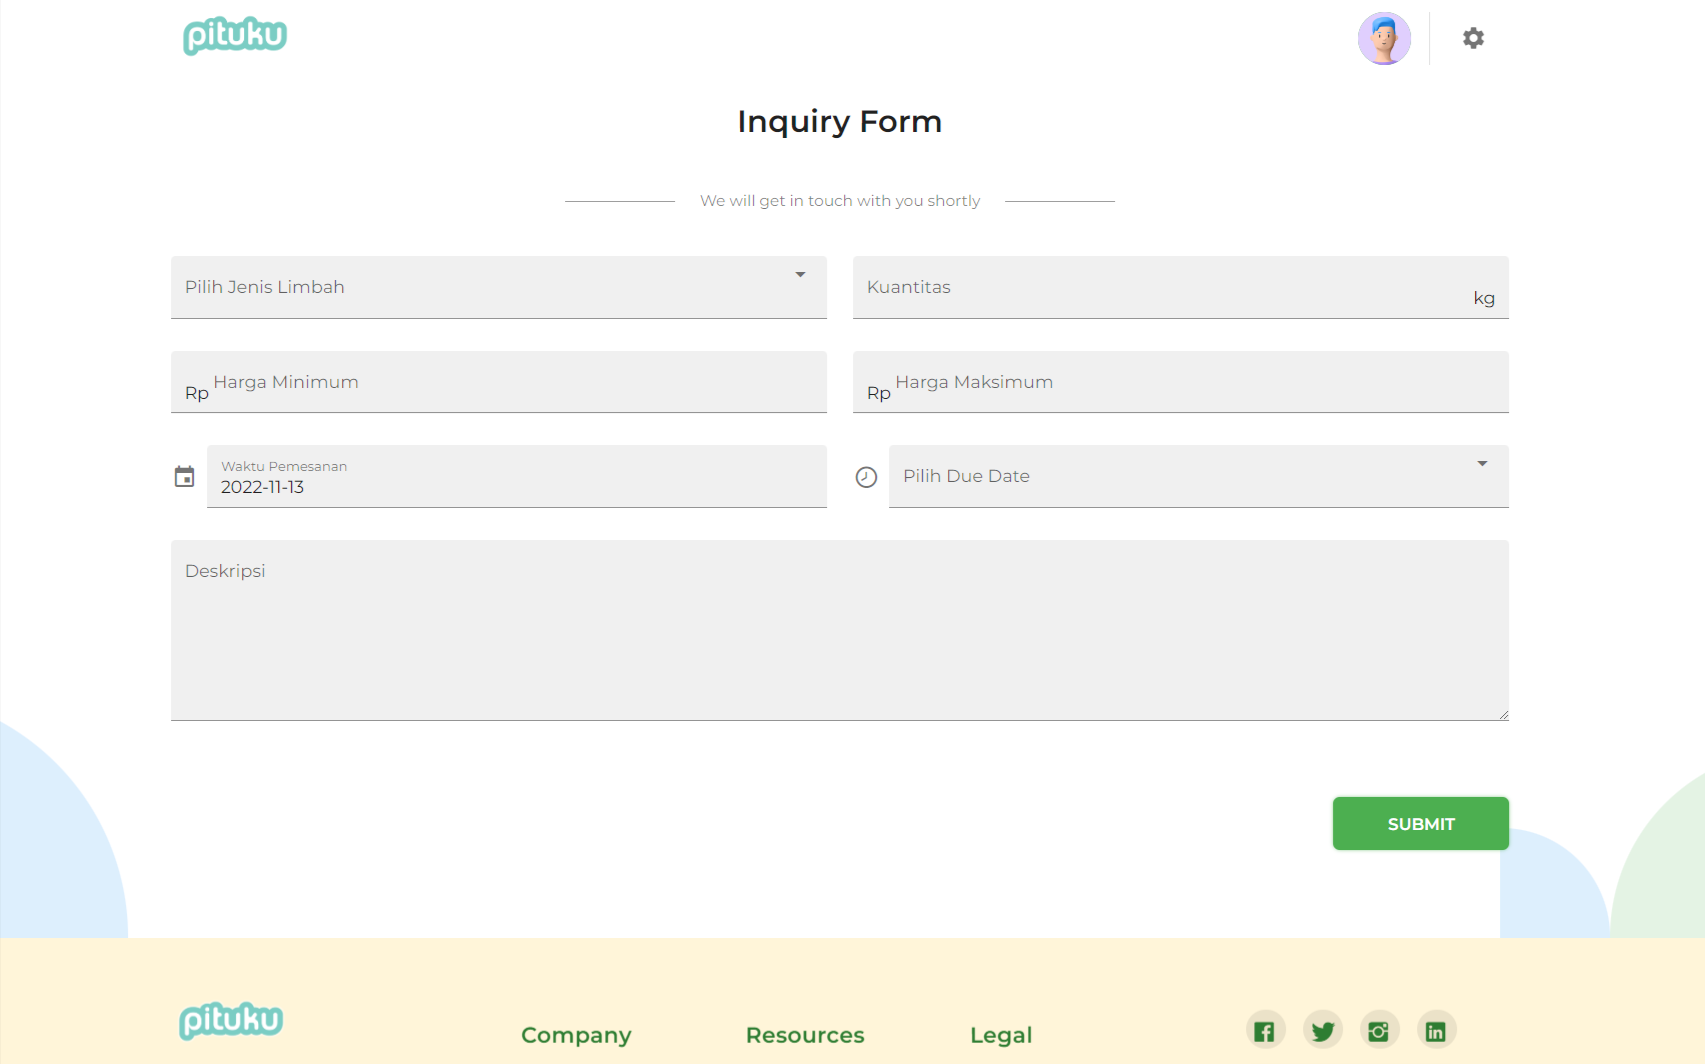 pituku
Inquiry Form
We will get in touch with you shortly
Pilih Jenis Limbah
Kuantitas
kg
Rp Harga Minimum
Rp Harga Maksimum
Waktu Pemesanan
2022-11-13
Pilih Due Date
Deskripsi
SUBMIT
pituku
Company
Resources
Legal